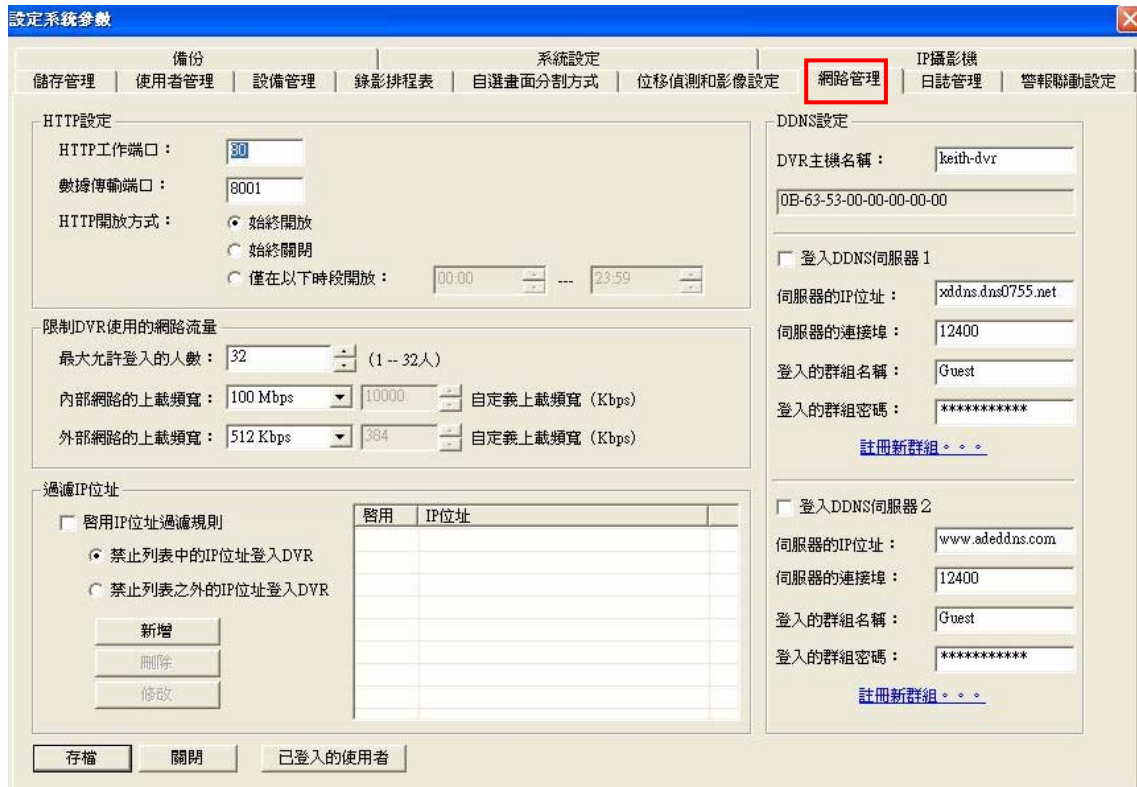 設定系統參數
備份 系統設定 IP攝影機
儲存管理 使用者管理 設備管理 錄影排程表 自選畫面分割方式 位移偵測和影像設定 網路管理 日誌管理 警報聯動設定
HTTP設定
HTTP工作端口： 80
數據傳輸端口： 8001
HTTP開放方式： 始終開放
始終關閉
僅在以下時段開放： 00:00 --- 23:59
限制DVR使用的網路流量
最大允許登入的人數： 32 (1 -- 32人)
內部網路的上載頻寬： 100 Mbps 10000 自定義上載頻寬 (Kbps)
外部網路的上載頻寬： 512 Kbps 384 自定義上載頻寬 (Kbps)
過濾IP位址
啓用IP位址過濾規則
禁止列表中的IP位址登入DVR
禁止列表之外的IP位址登入DVR
新增
刪除
修改
啓用 IP位址
DDNS設定
DVR主機名稱： keith-dvr
0B-63-53-00-00-00-00-00
登入DDNS伺服器1
伺服器的IP位址： xddns.dns0755.net
伺服器的連接埠： 12400
登入的群組名稱： Guest
登入的群組密碼： ***********
註冊新群組。。。
登入DDNS伺服器2
伺服器的IP位址： www.adeddns.com
伺服器的連接埠： 12400
登入的群組名稱： Guest
登入的群組密碼： ***********
註冊新群組。。。
存檔 關閉 已登入的使用者